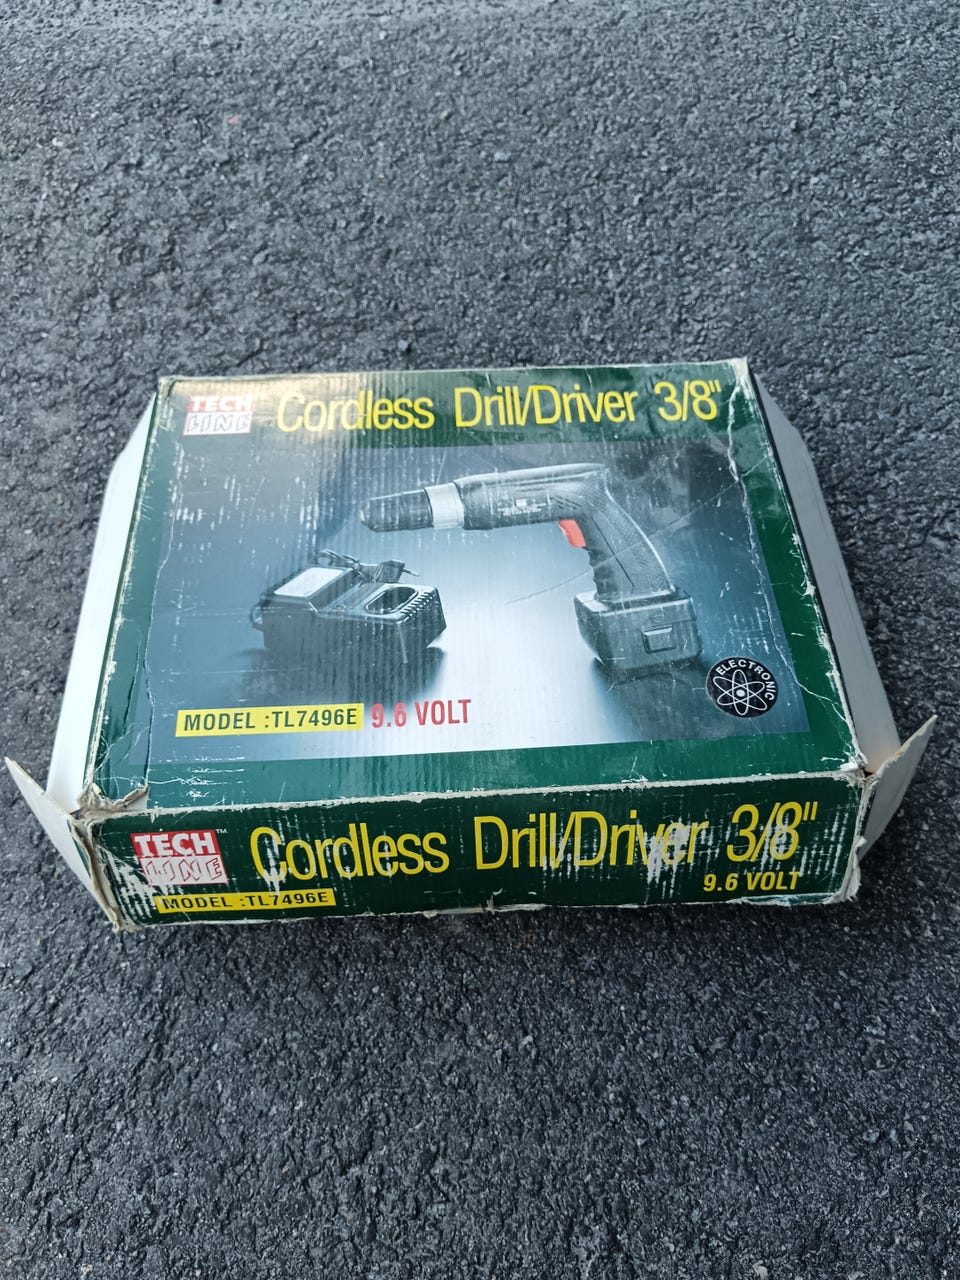 TECH
LINE
Cordless Drill/Driver 3/8"
ELECTRONIC
MODEL :TL7496E 9.6 VOLT
TECH™
LINE
Cordless Drill/Driver 3/8"
9.6 VOLT
MODEL :TL7496E